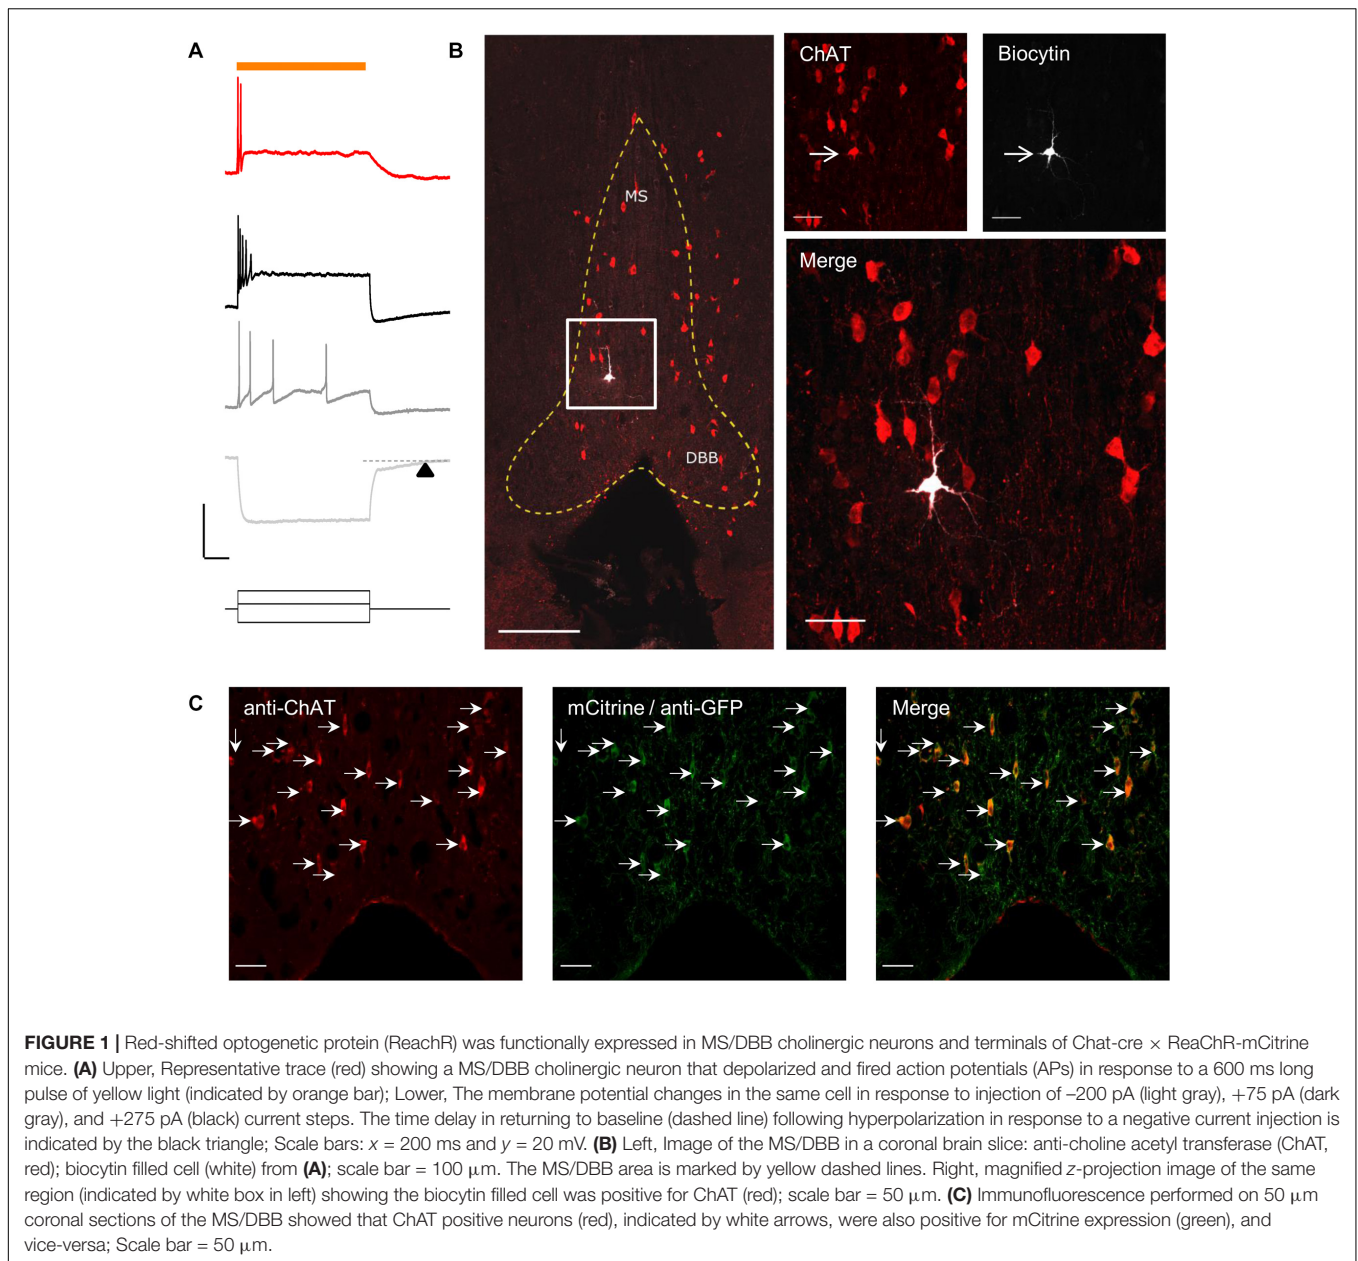 A
B
ChAT
Biocytin
MS
DBB
Merge
C
anti-ChAT
mCitrine / anti-GFP
Merge
FIGURE 1 | Red-shifted optogenetic protein (ReachR) was functionally expressed in MS/DBB cholinergic neurons and terminals of Chat-cre × ReaChR-mCitrine
mice. (A) Upper, Representative trace (red) showing a MS/DBB cholinergic neuron that depolarized and fired action potentials (APs) in response to a 600 ms long
pulse of yellow light (indicated by orange bar); Lower, The membrane potential changes in the same cell in response to injection of –200 pA (light gray), +75 pA (dark
gray), and +275 pA (black) current steps. The time delay in returning to baseline (dashed line) following hyperpolarization in response to a negative current injection is
indicated by the black triangle; Scale bars: x = 200 ms and y = 20 mV. (B) Left, Image of the MS/DBB in a coronal brain slice: anti-choline acetyl transferase (ChAT,
red); biocytin filled cell (white) from (A); scale bar = 100 μm. The MS/DBB area is marked by yellow dashed lines. Right, magnified z-projection image of the same
region (indicated by white box in left) showing the biocytin filled cell was positive for ChAT (red); scale bar = 50 μm. (C) Immunofluorescence performed on 50 μm
coronal sections of the MS/DBB showed that ChAT positive neurons (red), indicated by white arrows, were also positive for mCitrine expression (green), and
vice-versa; Scale bar = 50 μm.